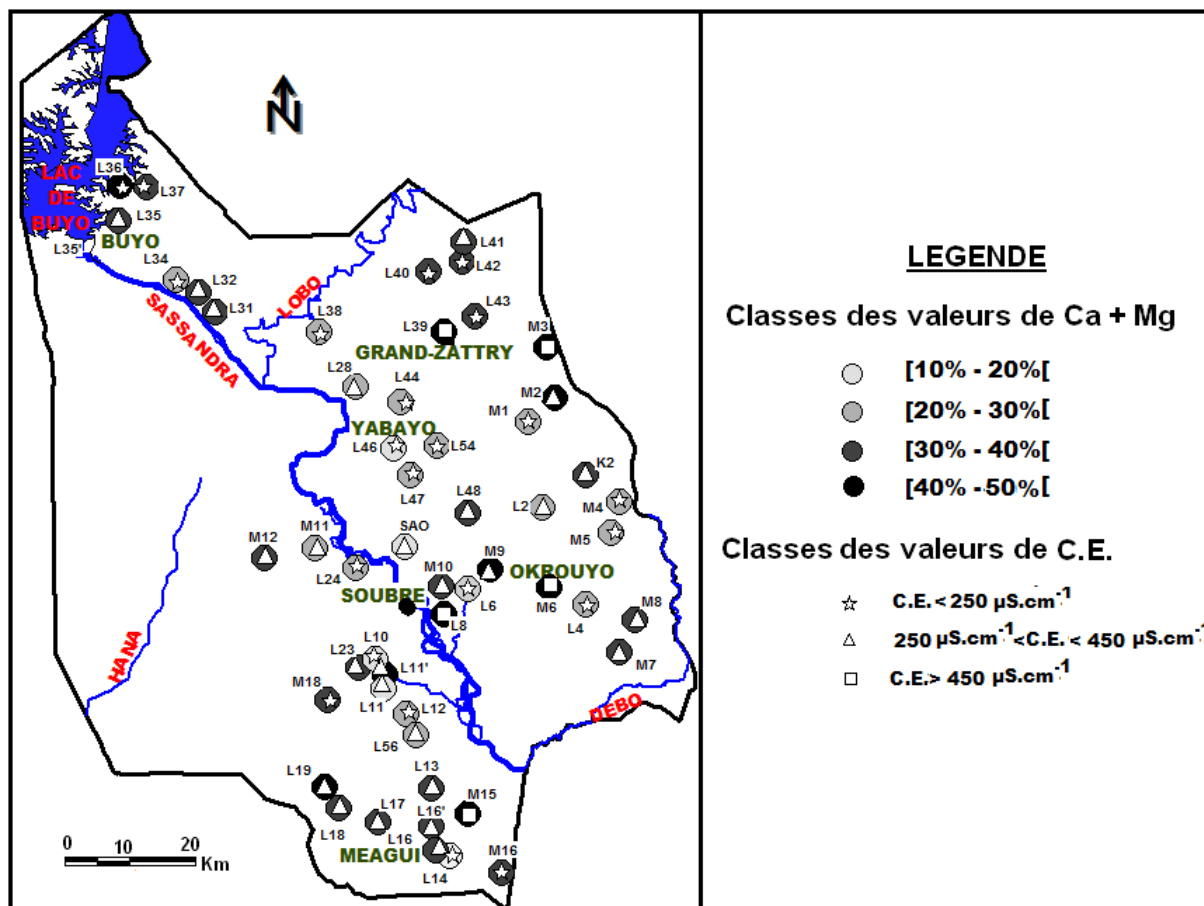 N
L36
LAC
DE
BUYO
L37
L35
BUYO
L35'
L34
L32
L31
SASSANDRA
LOBO
L38
L41
L40
L42
L43
L39
GRAND-ZATTRY
M3
L28
L44
M2
M1
YABAYO
L46
L54
L47
K2
L48
L2
M4
M5
M12
M11
SAO
L24
M10
M9
OKROUYO
SOUBRE
L6
M6
L8
L4
M8
M7
HANA
L10
L23
L11'
M18
L11
L12
L56
DEBO
L19
L13
M15
L18
L17
L16'
L16
MEAGUI
L14
M16
0 10 20
Km
LEGENDE
Classes des valeurs de Ca + Mg
[10% - 20%[
[20% - 30%[
[30% - 40%[
[40% -50%[
Classes des valeurs de C.E.
C.E. < 250 µS.cm⁻¹
250 µS.cm⁻¹ < C.E. < 450 µS.cm⁻¹
C.E. > 450 µS.cm⁻¹